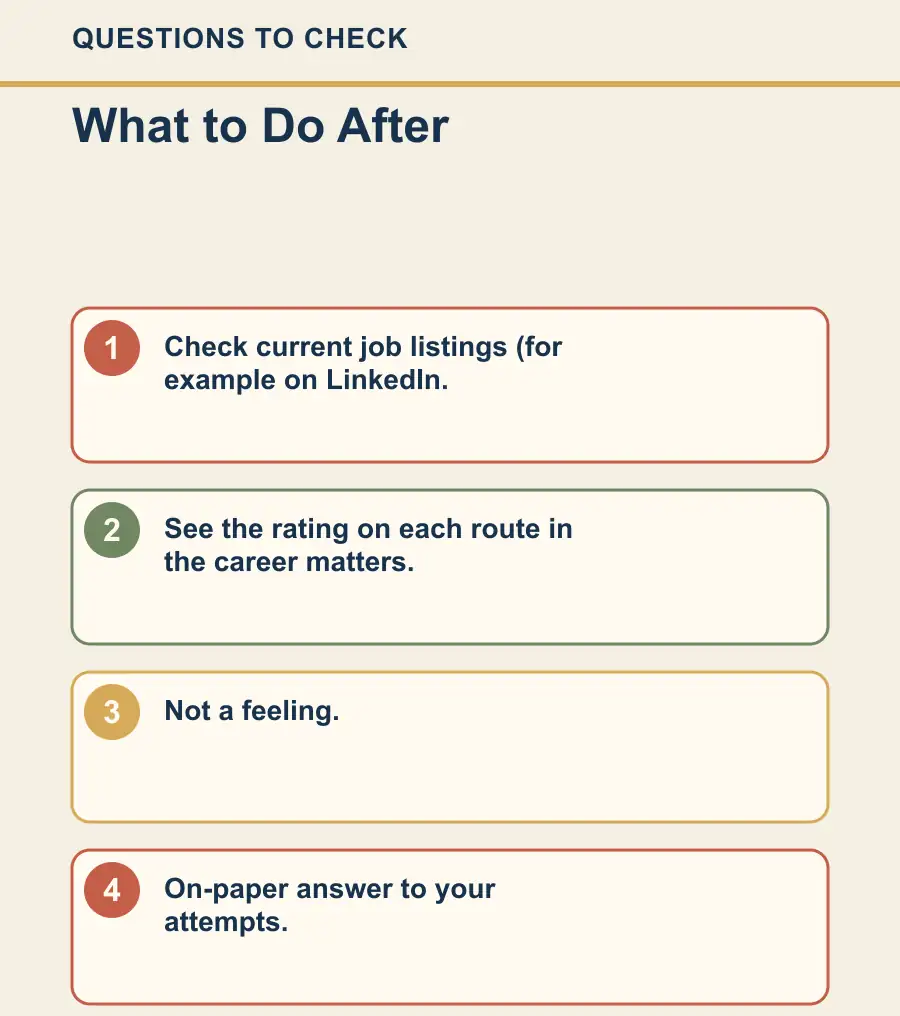 QUESTIONS TO CHECK
What to Do After
1
Check current job listings (for
example on LinkedIn.
2
See the rating on each route in
the career matters.
3
Not a feeling.
4
On-paper answer to your
attempts.